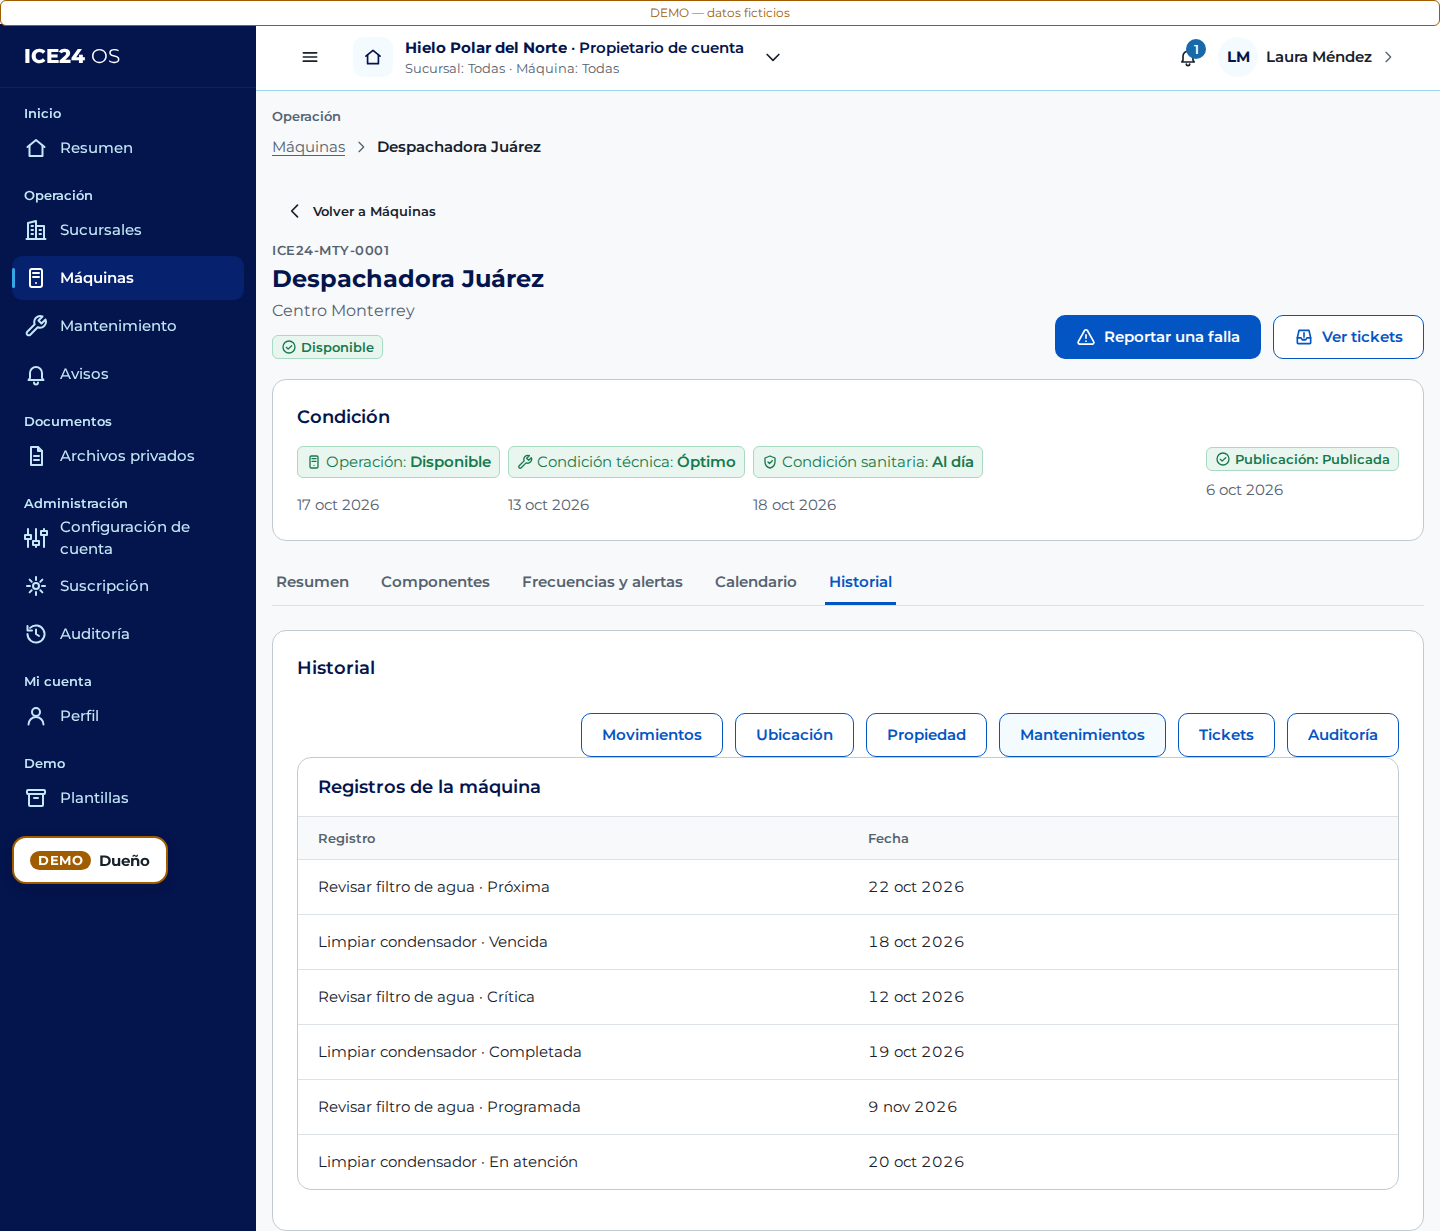 DEMO — datos ficticios
ICE24 OS
Inicio
Resumen
Operación
Sucursales
Máquinas
Mantenimiento
Avisos
Documentos
Archivos privados
Administración
Configuración de
cuenta
Suscripción
Auditoría
Mi cuenta
Perfil
Demo
Plantillas
DEMO Dueño
Hielo Polar del Norte · Propietario de cuenta
Sucursal: Todas · Máquina: Todas
1
LM Laura Méndez
Operación
Máquinas Despachadora Juárez
Volver a Máquinas
ICE24-MTY-0001
Despachadora Juárez
Centro Monterrey
Disponible
Reportar una falla
Ver tickets
Condición
Operación: Disponible
Condición técnica: Óptimo
Condición sanitaria: Al día
Publicación: Publicada
17 oct 2026
13 oct 2026
18 oct 2026
6 oct 2026
Resumen Componentes Frecuencias y alertas Calendario Historial
Historial
Movimientos Ubicación Propiedad Mantenimientos Tickets Auditoría
Registros de la máquina
Registro Fecha
Revisar filtro de agua · Próxima 22 oct 2026
Limpiar condensador · Vencida 18 oct 2026
Revisar filtro de agua · Crítica 12 oct 2026
Limpiar condensador · Completada 19 oct 2026
Revisar filtro de agua · Programada 9 nov 2026
Limpiar condensador · En atención 20 oct 2026